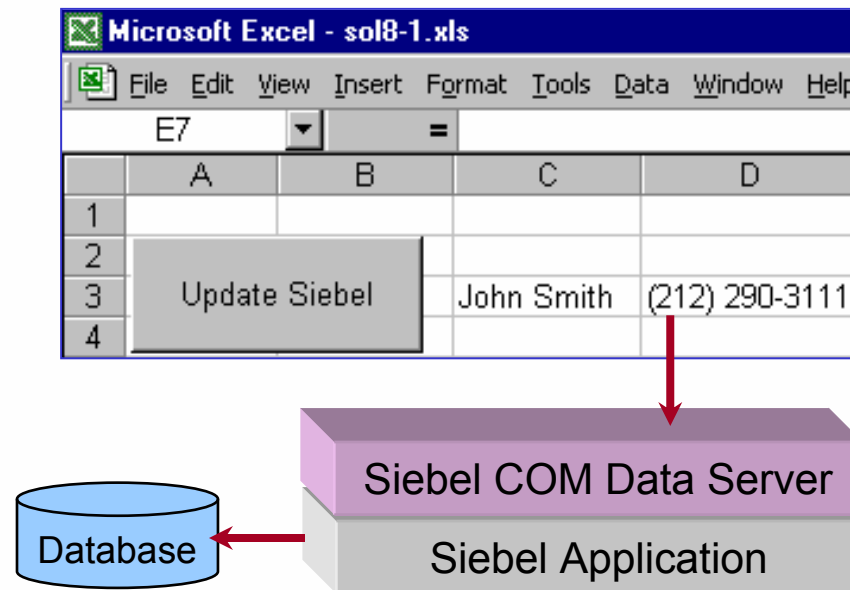 Microsoft Excel - sol8-1.xls
File Edit View Insert Format Tools Data Window Help
E7 =
A B C D
1
2
3 Update Siebel John Smith (212) 290-3111
4
Siebel COM Data Server
Database
Siebel Application